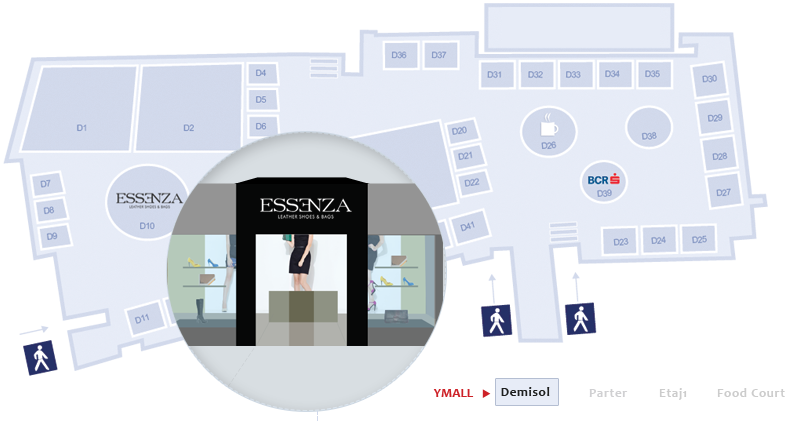 D36
D37
D4
D31
D32
D33
D34
D35
D30
D5
D1
D2
D6
D29
D20
D38
D26
D21
D28
D7
D22
BCR
D39
D27
ESSENZA
LEATHER SHOES & BAGS
D8
ESSENZA
LEATHER SHOES & BAGS
D10
D41
D9
D23
D24
D25
D11
YMALL
Demisol
Parter
Etaj1
Food Court